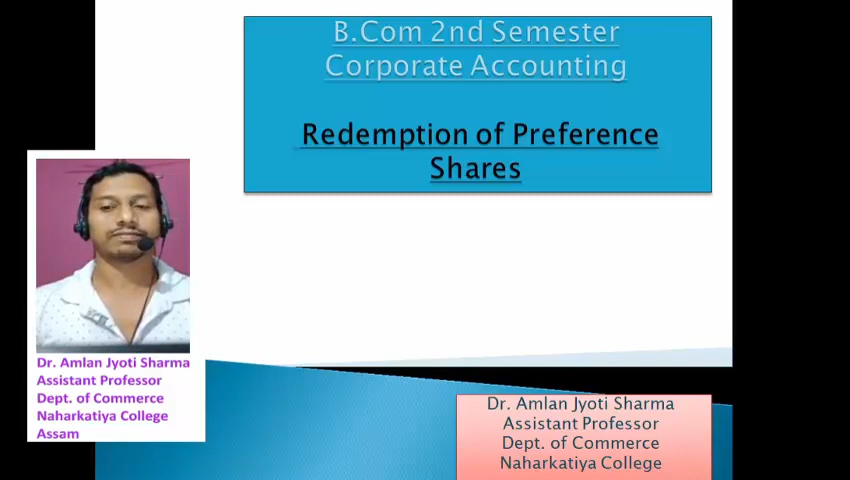 B.Com 2nd Semester
Corporate Accounting
Redemption of Preference
Shares
Dr. Amlan Jyoti Sharma
Assistant Professor
Dept. of Commerce
Naharkatiya College
Assam
Dr. Amlan Jyoti Sharma
Assistant Professor
Dept. of Commerce
Naharkatiya College